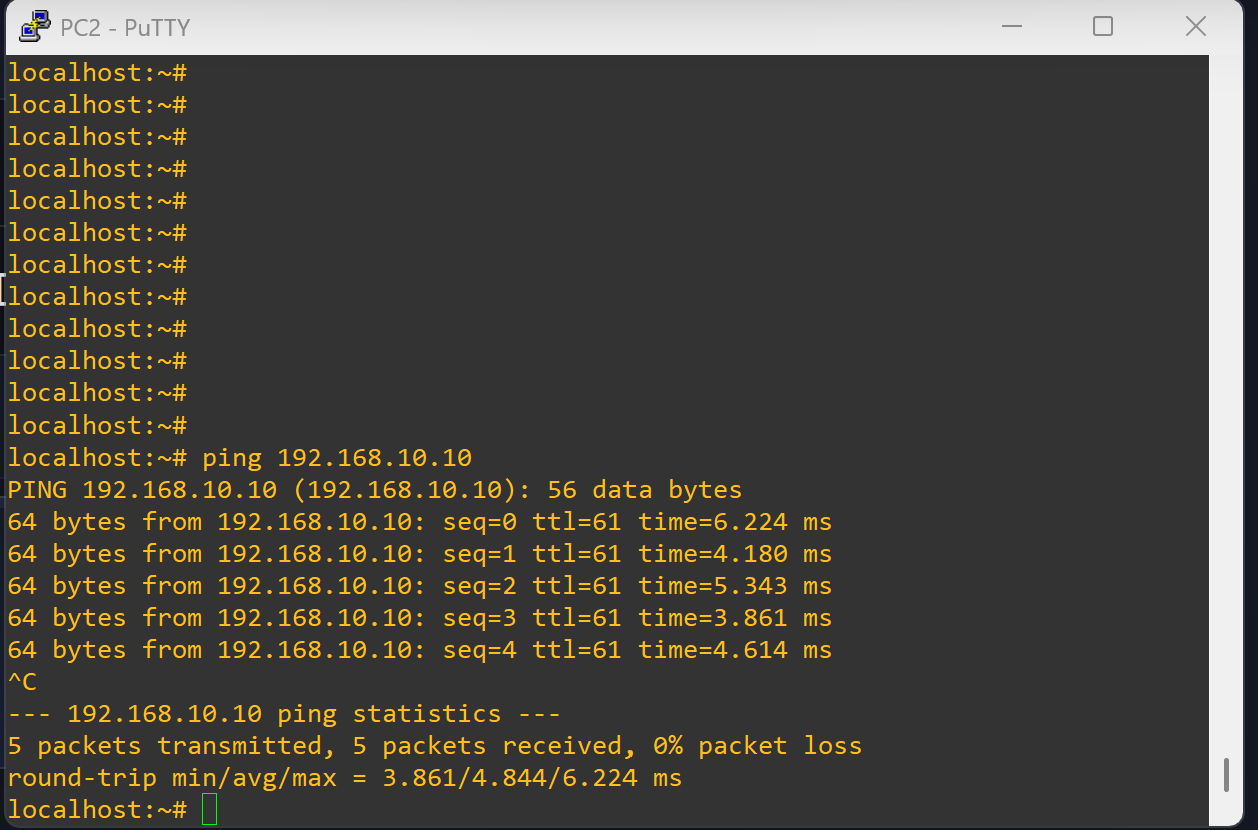 PC2 - PuTTY
localhost:~#
localhost:~#
localhost:~#
localhost:~#
localhost:~#
localhost:~#
localhost:~#
localhost:~#
localhost:~#
localhost:~#
localhost:~#
localhost:~#
localhost:~# ping 192.168.10.10
PING 192.168.10.10 (192.168.10.10): 56 data bytes
64 bytes from 192.168.10.10: seq=0 ttl=61 time=6.224 ms
64 bytes from 192.168.10.10: seq=1 ttl=61 time=4.180 ms
64 bytes from 192.168.10.10: seq=2 ttl=61 time=5.343 ms
64 bytes from 192.168.10.10: seq=3 ttl=61 time=3.861 ms
64 bytes from 192.168.10.10: seq=4 ttl=61 time=4.614 ms
^C
--- 192.168.10.10 ping statistics ---
5 packets transmitted, 5 packets received, 0% packet loss
round-trip min/avg/max = 3.861/4.844/6.224 ms
localhost:~#